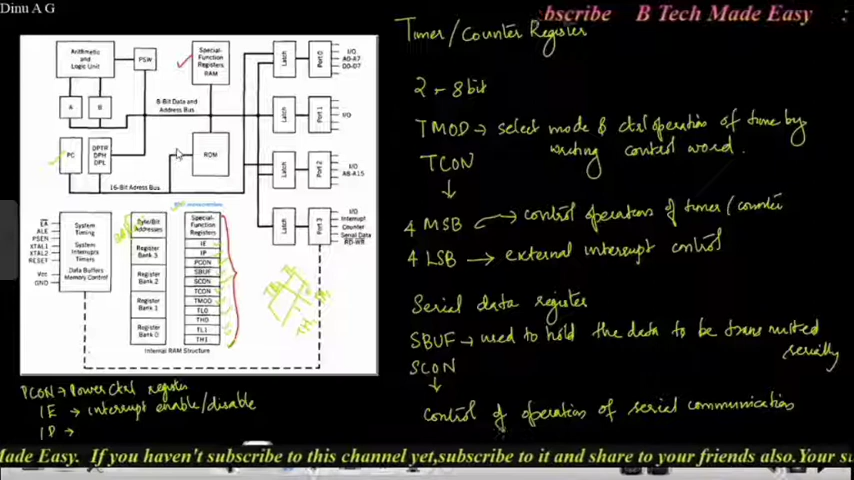 Dinu A G
bscribe B Tech Made Easy :
Arithmetic
and
Logic Unit
PSW
Special-
Function
Registers
RAM
Latch
Port 0
I/O
A0-A7
D0-D7
A
B
8-Bit Data and
Address Bus
Latch
Port 1
I/O
PC
DPTR
DPH
DPL
ROM
Latch
Port 2
I/O
A8-A15
16-Bit Adress Bus
EA
ALE
PSEN
XTAL1
XTAL2
RESET
Vcc
GND
System
Timing
System
Interrupts
Timers
Data Buffers
Memory Control
Byte/Bit
Addresses
Register
Bank 3
Register
Bank 2
Register
Bank 1
Register
Bank 0
Special-
Function
Registers
IE
IP
PCON
SBUF
SCON
TCON
TMOD
TL0
TH0
TL1
TH1
Internal RAM Structure
Latch
Port 3
I/O
Interrupt
Counter
Serial Data
RD-WR
TH1
PCON → Power Ctrl register
IE → interrupt enable/disable
IP →
Timer/Counter Register
2 - 8bit
TMOD → select mode & ctrl operation of time by
writing control word.
TCON
↓
4 MSB → control operations of timer/counter
4 LSB → external interrupt control
Serial data register
SBUF → used to hold the data to be transmitted
serially
SCON
↓
control of operation of serial communication
Made Easy. If you haven't subscribe to this channel yet,subscribe to it and share to your friends also.Your su